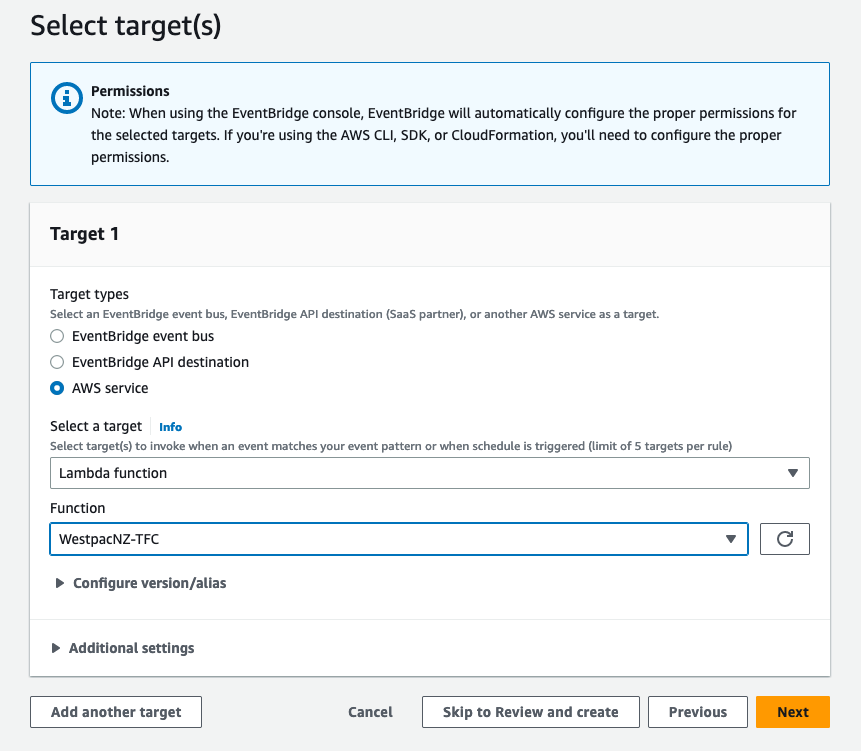 Select target(s)
Permissions
Note: When using the EventBridge console, EventBridge will automatically configure the proper permissions for
the selected targets. If you're using the AWS CLI, SDK, or CloudFormation, you'll need to configure the proper
permissions.
Target 1
Target types
Select an EventBridge event bus, EventBridge API destination (SaaS partner), or another AWS service as a target.
EventBridge event bus
EventBridge API destination
AWS service
Select a target Info
Select target(s) to invoke when an event matches your event pattern or when schedule is triggered (limit of 5 targets per rule)
Lambda function
Function
WestpacNZ-TFC
Configure version/alias
Additional settings
Add another target Cancel Skip to Review and create Previous Next